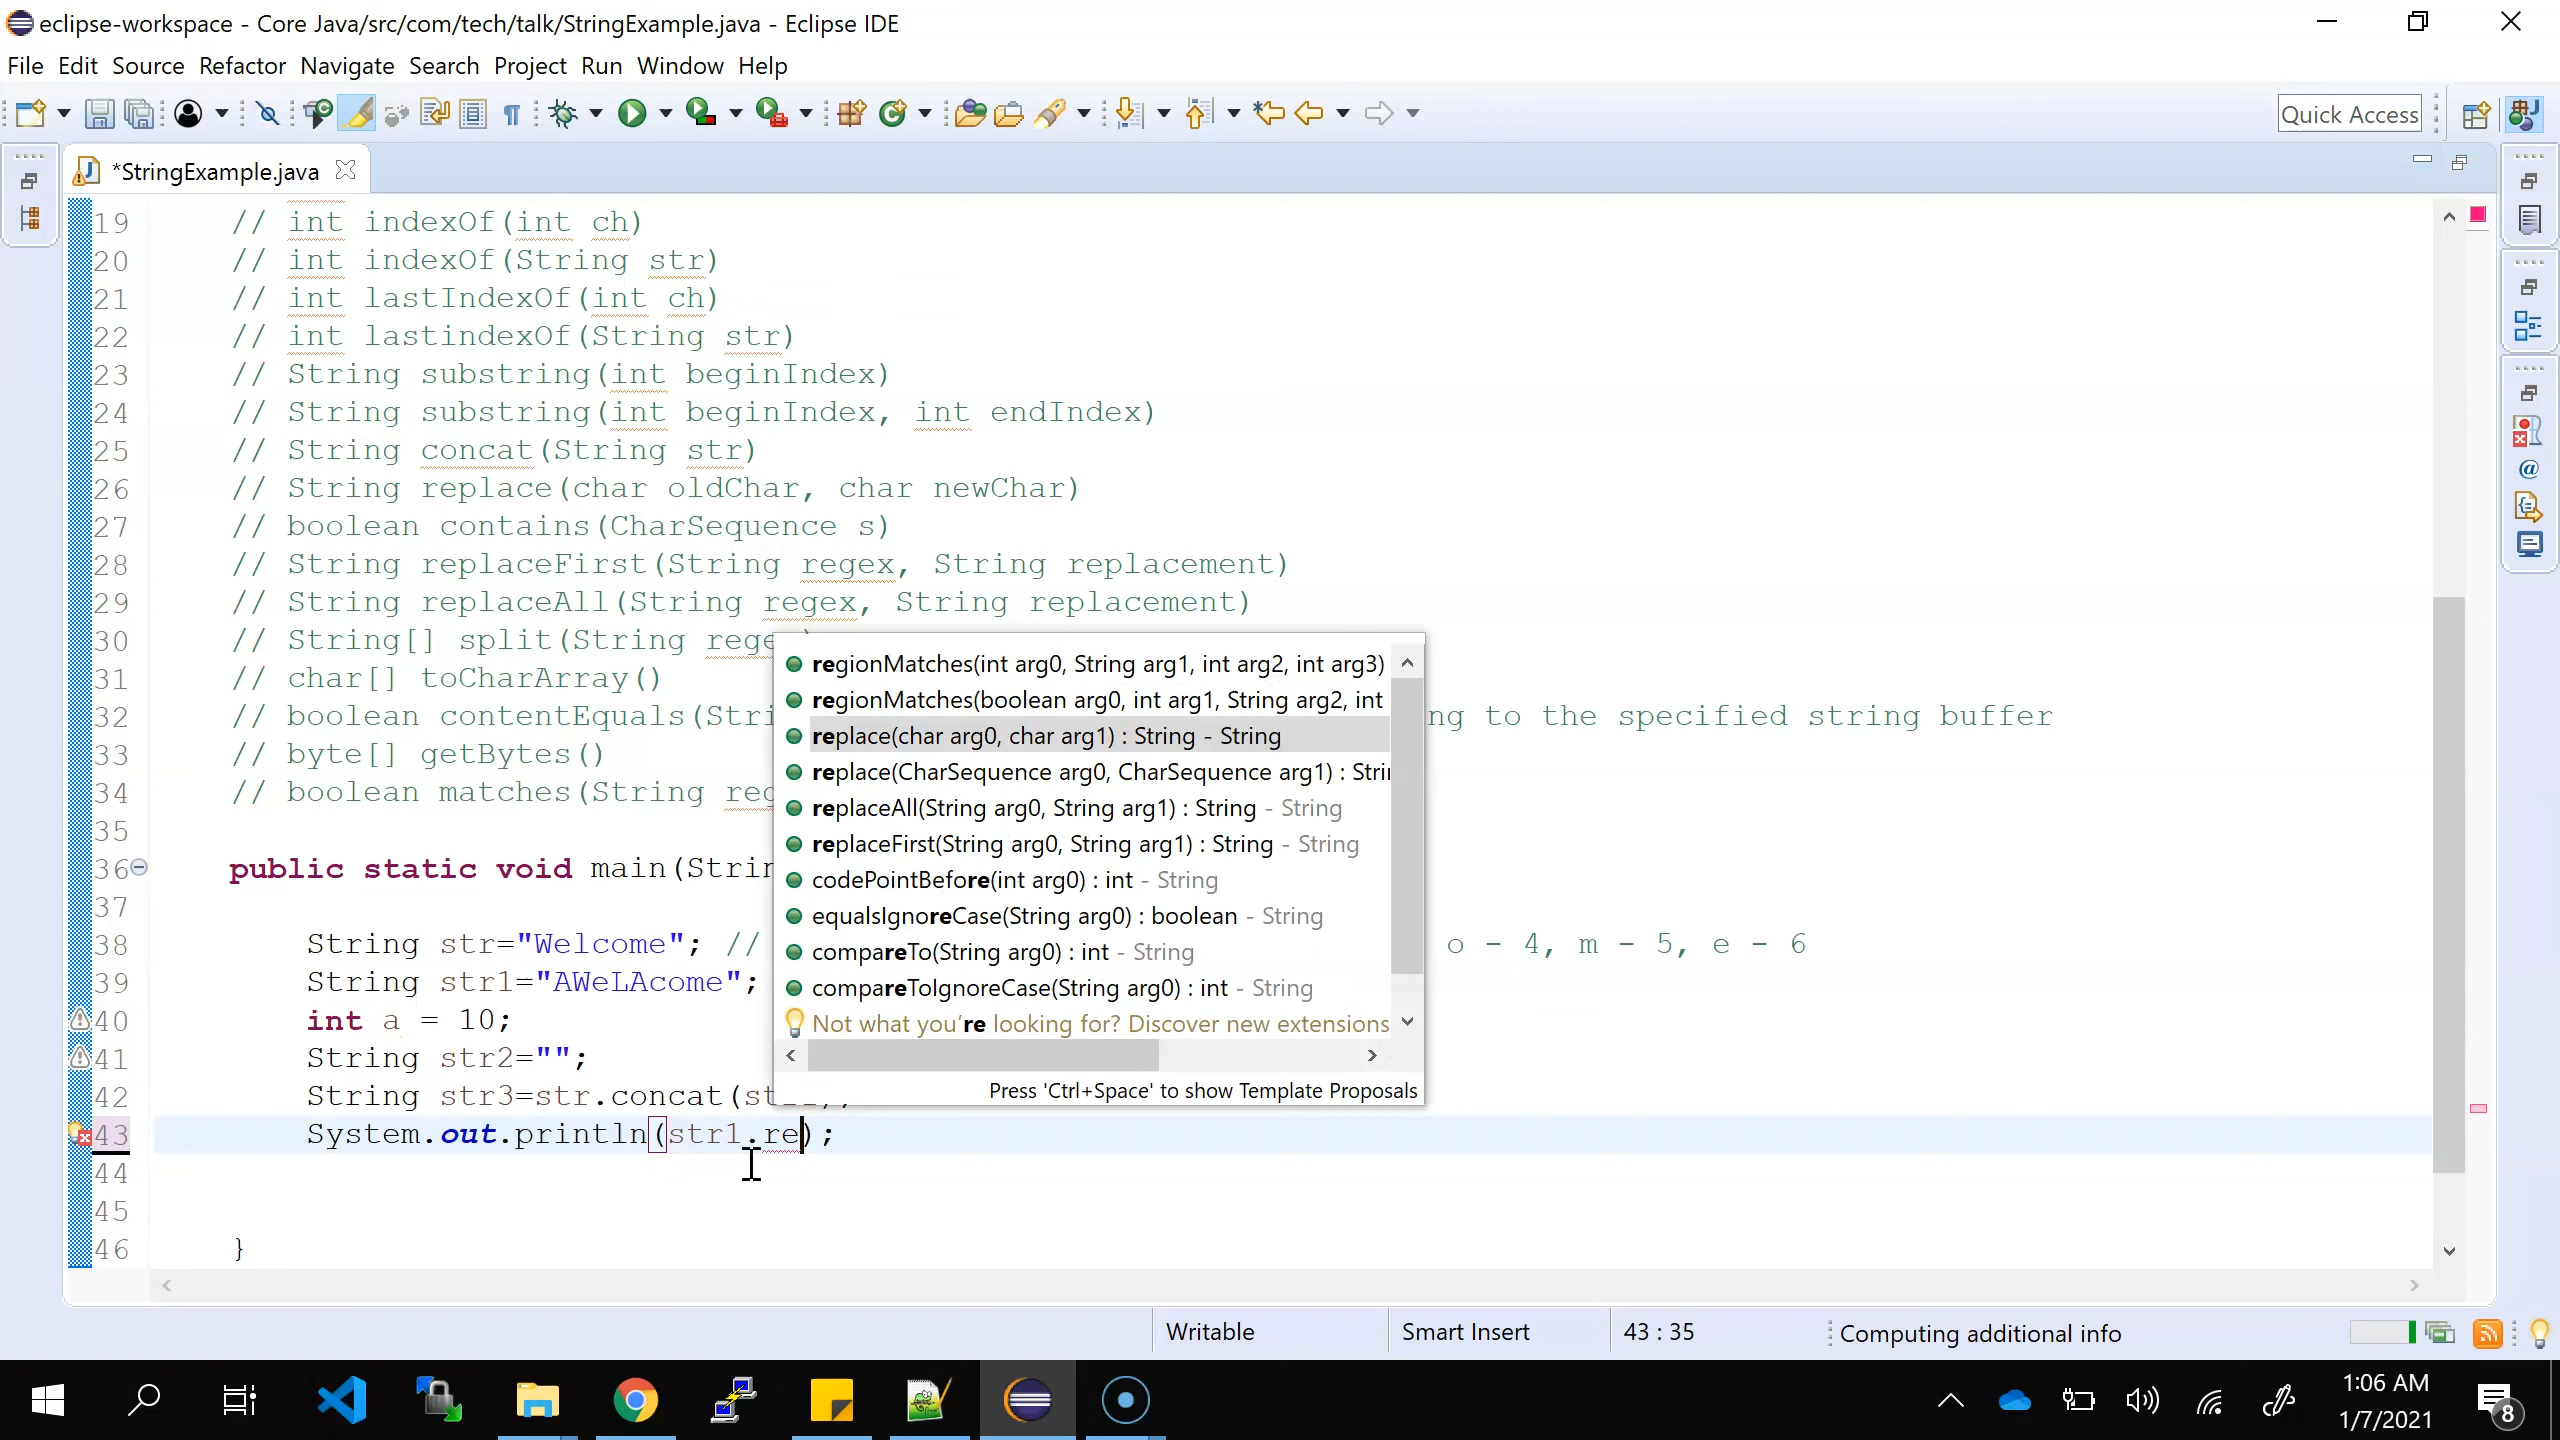 eclipse-workspace - Core Java/src/com/tech/talk/StringExample.java - Eclipse IDE
File Edit Source Refactor Navigate Search Project Run Window Help
Quick Access
*StringExample.java
19 // int indexOf(int ch)
20 // int indexOf(String str)
21 // int lastIndexOf(int ch)
22 // int lastindexOf(String str)
23 // String substring(int beginIndex)
24 // String substring(int beginIndex, int endIndex)
25 // String concat(String str)
26 // String replace(char oldChar, char newChar)
27 // boolean contains(CharSequence s)
28 // String replaceFirst(String regex, String replacement)
29 // String replaceAll(String regex, String replacement)
30 // String[] split(String rege
31 // char[] toCharArray()
32 // boolean contentEquals(Stri ng to the specified string buffer
33 // byte[] getBytes()
34 // boolean matches(String reg
35
36 public static void main(Strin
37
38 String str="Welcome"; // o - 4, m - 5, e - 6
39 String str1="AWeLAcome";
40 int a = 10;
41 String str2="";
42 String str3=str.concat(st
43 System.out.println(str1.re);
44
45
46 }
regionMatches(int arg0, String arg1, int arg2, int arg3)
regionMatches(boolean arg0, int arg1, String arg2, int
replace(char arg0, char arg1) : String - String
replace(CharSequence arg0, CharSequence arg1) : Stri
replaceAll(String arg0, String arg1) : String - String
replaceFirst(String arg0, String arg1) : String - String
codePointBefore(int arg0) : int - String
equalsIgnoreCase(String arg0) : boolean - String
compareTo(String arg0) : int - String
compareToIgnoreCase(String arg0) : int - String
Not what you're looking for? Discover new extensions
Press 'Ctrl+Space' to show Template Proposals
Writable Smart Insert 43 : 35 Computing additional info
1:06 AM
1/7/2021
8